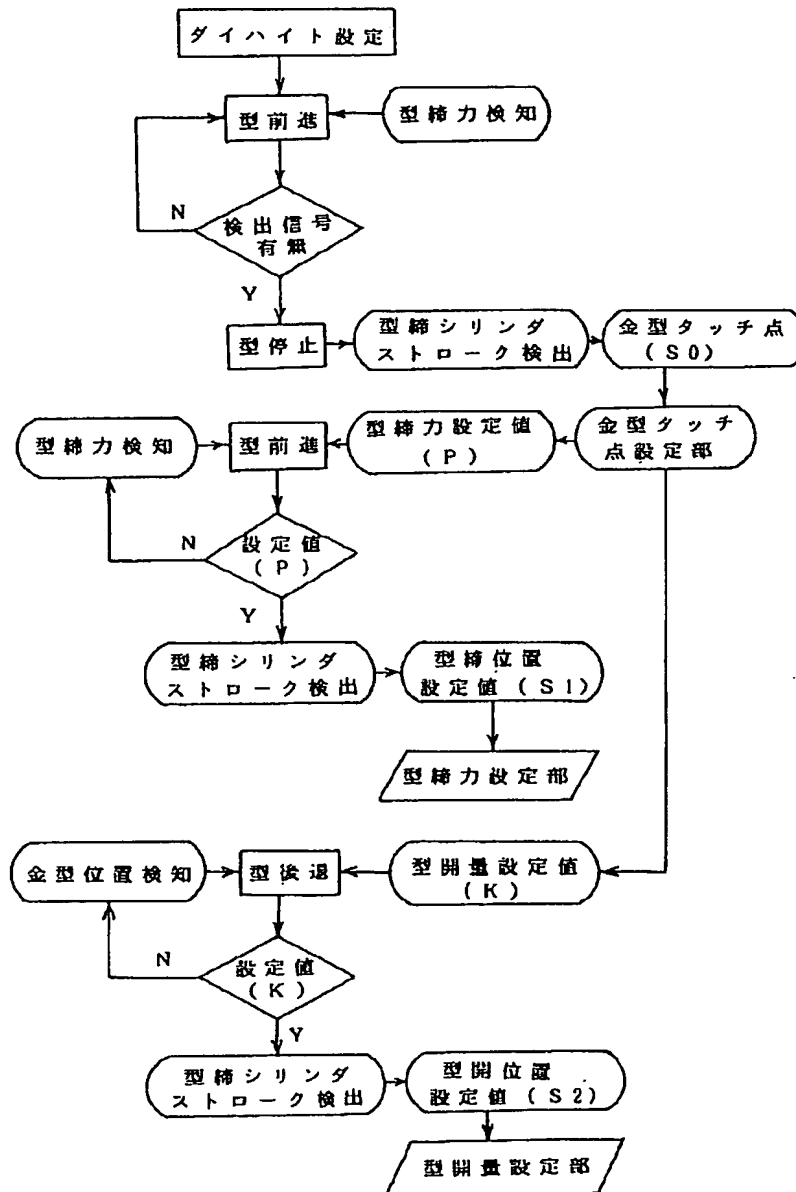 ダイハイト設定
型前進
型締力検知
N
検出信号
有無
Y
型停止
型締シリンダ
ストローク検出
金型タッチ点
(S0)
型締力検知
型前進
型締力設定値
(P)
金型タッチ
点設定部
N
設定値
(P)
Y
型締シリンダ
ストローク検出
型締位置
設定値(S1)
型締力設定部
金型位置検知
型後退
型開量設定値
(K)
N
設定値
(K)
Y
型締シリンダ
ストローク検出
型開位置
設定値(S2)
型開量設定部